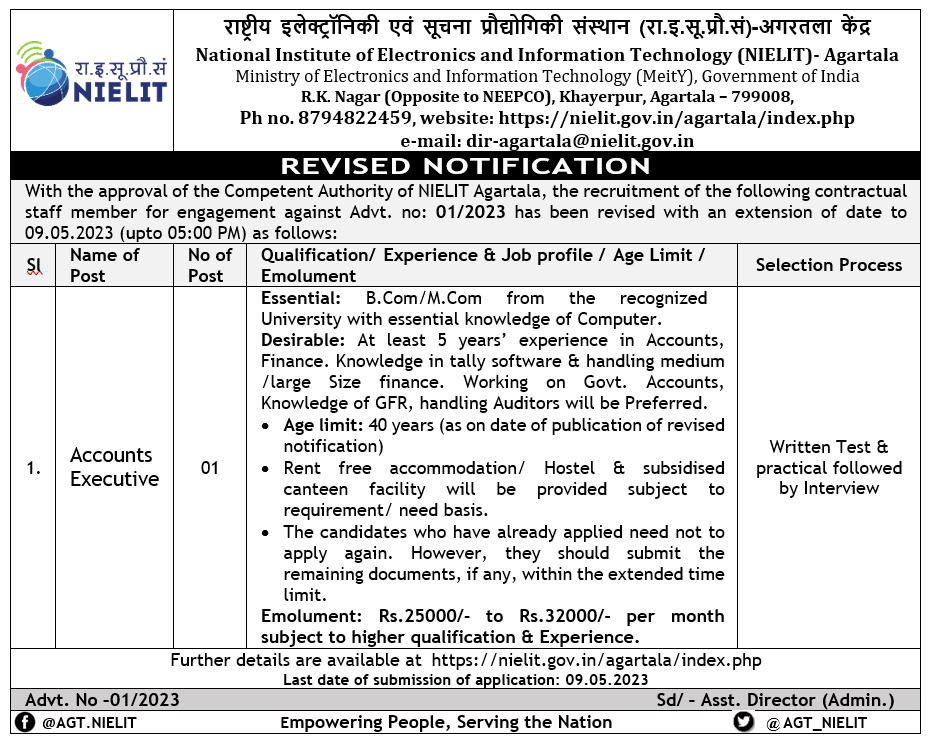 राष्ट्रीय इलेक्ट्रॉनिकी एवं सूचना प्रौद्योगिकी संस्थान (रा.इ.सू.प्रौ.सं)-अगरतला केंद्र
रा.इ.सू.प्रौ.सं
NIELIT
National Institute of Electronics and Information Technology (NIELIT)- Agartala
Ministry of Electronics and Information Technology (MeitY), Government of India
R.K. Nagar (Opposite to NEEPCO), Khayerpur, Agartala – 799008,
Ph no. 8794822459, website: https://nielit.gov.in/agartala/index.php
e-mail: dir-agartala@nielit.gov.in
REVISED NOTIFICATION
With the approval of the Competent Authority of NIELIT Agartala, the recruitment of the following contractual
staff member for engagement against Advt. no: 01/2023 has been revised with an extension of date to
09.05.2023 (upto 05:00 PM) as follows:
Sl
Name of
Post
No of
Post
Qualification/ Experience & Job profile / Age Limit /
Emolument
Selection Process
1.
Accounts
Executive
01
Essential: B.Com/M.Com from the recognized
University with essential knowledge of Computer.
Desirable: At least 5 years’ experience in Accounts,
Finance. Knowledge in tally software & handling medium
/large Size finance. Working on Govt. Accounts,
Knowledge of GFR, handling Auditors will be Preferred.
• Age limit: 40 years (as on date of publication of revised
notification)
• Rent free accommodation/ Hostel & subsidised
canteen facility will be provided subject to
requirement/ need basis.
• The candidates who have already applied need not to
apply again. However, they should submit the
remaining documents, if any, within the extended time
limit.
Emolument: Rs.25000/- to Rs.32000/- per month
subject to higher qualification & Experience.
Written Test &
practical followed
by Interview
Further details are available at https://nielit.gov.in/agartala/index.php
Last date of submission of application: 09.05.2023
Advt. No –01/2023 Sd/ – Asst. Director (Admin.)
@AGT.NIELIT Empowering People, Serving the Nation @ AGT_NIELIT